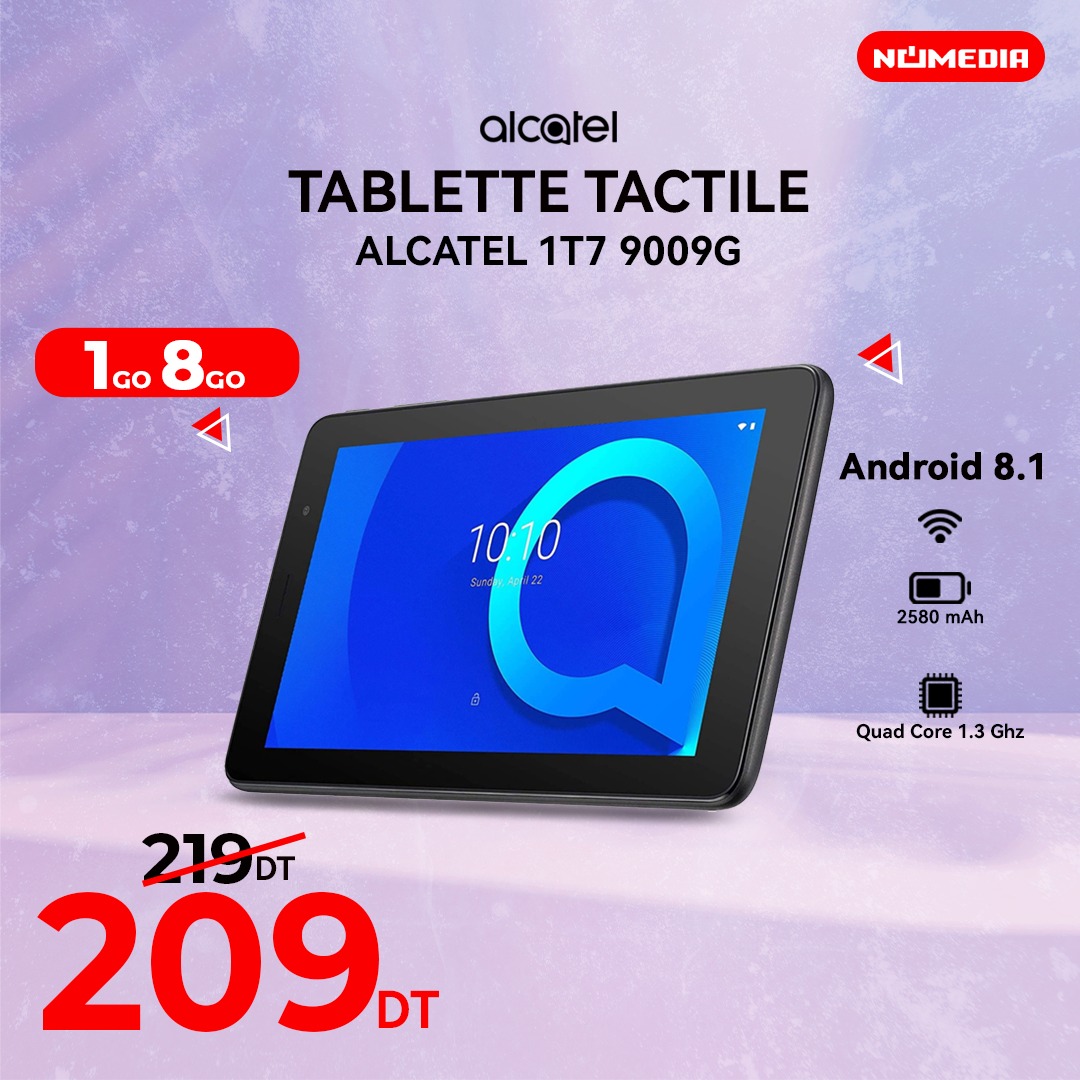 NUMEDIA
alcatel
TABLETTE TACTILE
ALCATEL 1T7 9009G
1GO 8GO
Android 8.1
10:10
Sunday, April 22
2580 mAh
Quad Core 1.3 Ghz
219DT
209DT